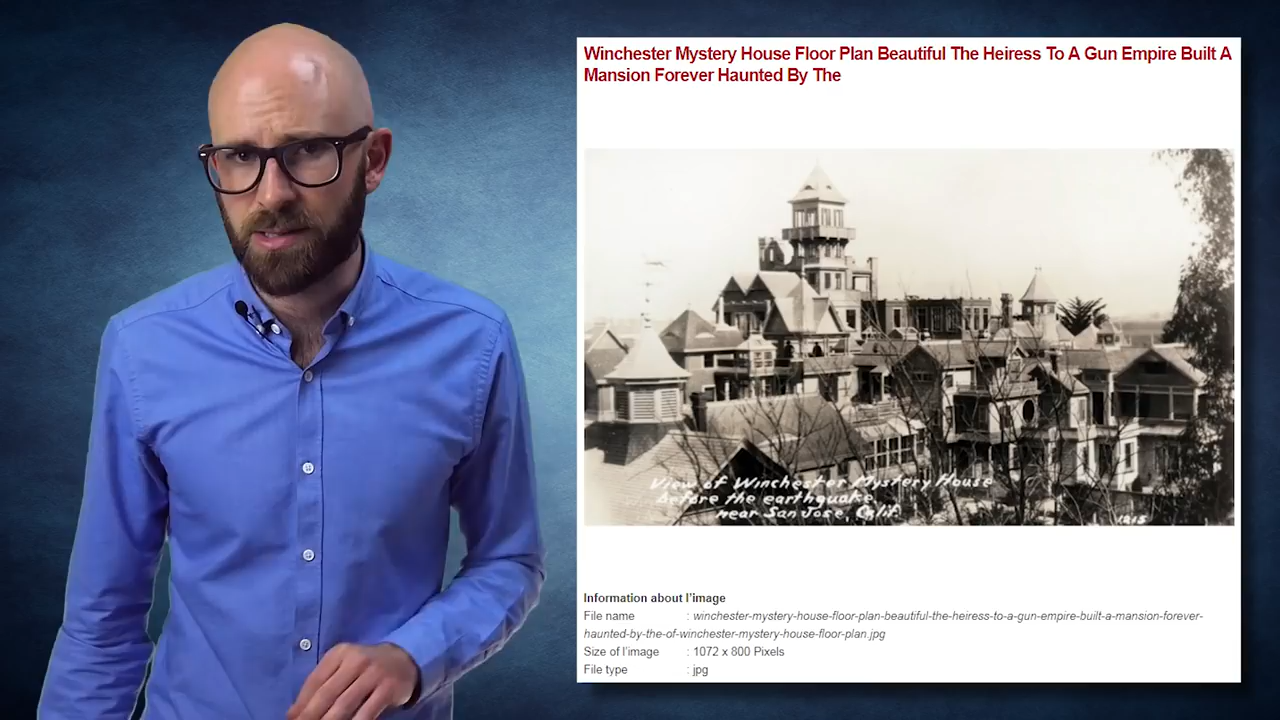 Winchester Mystery House Floor Plan Beautiful The Heiress To A Gun Empire Built A
Mansion Forever Haunted By The
View of Winchester Mystery House
before the earthquake,
near San Jose, Calif.
1215
Information about l'image
File name : winchester-mystery-house-floor-plan-beautiful-the-heiress-to-a-gun-empire-built-a-mansion-forever-
haunted-by-the-of-winchester-mystery-house-floor-plan.jpg
Size of l'image : 1072 x 800 Pixels
File type : jpg